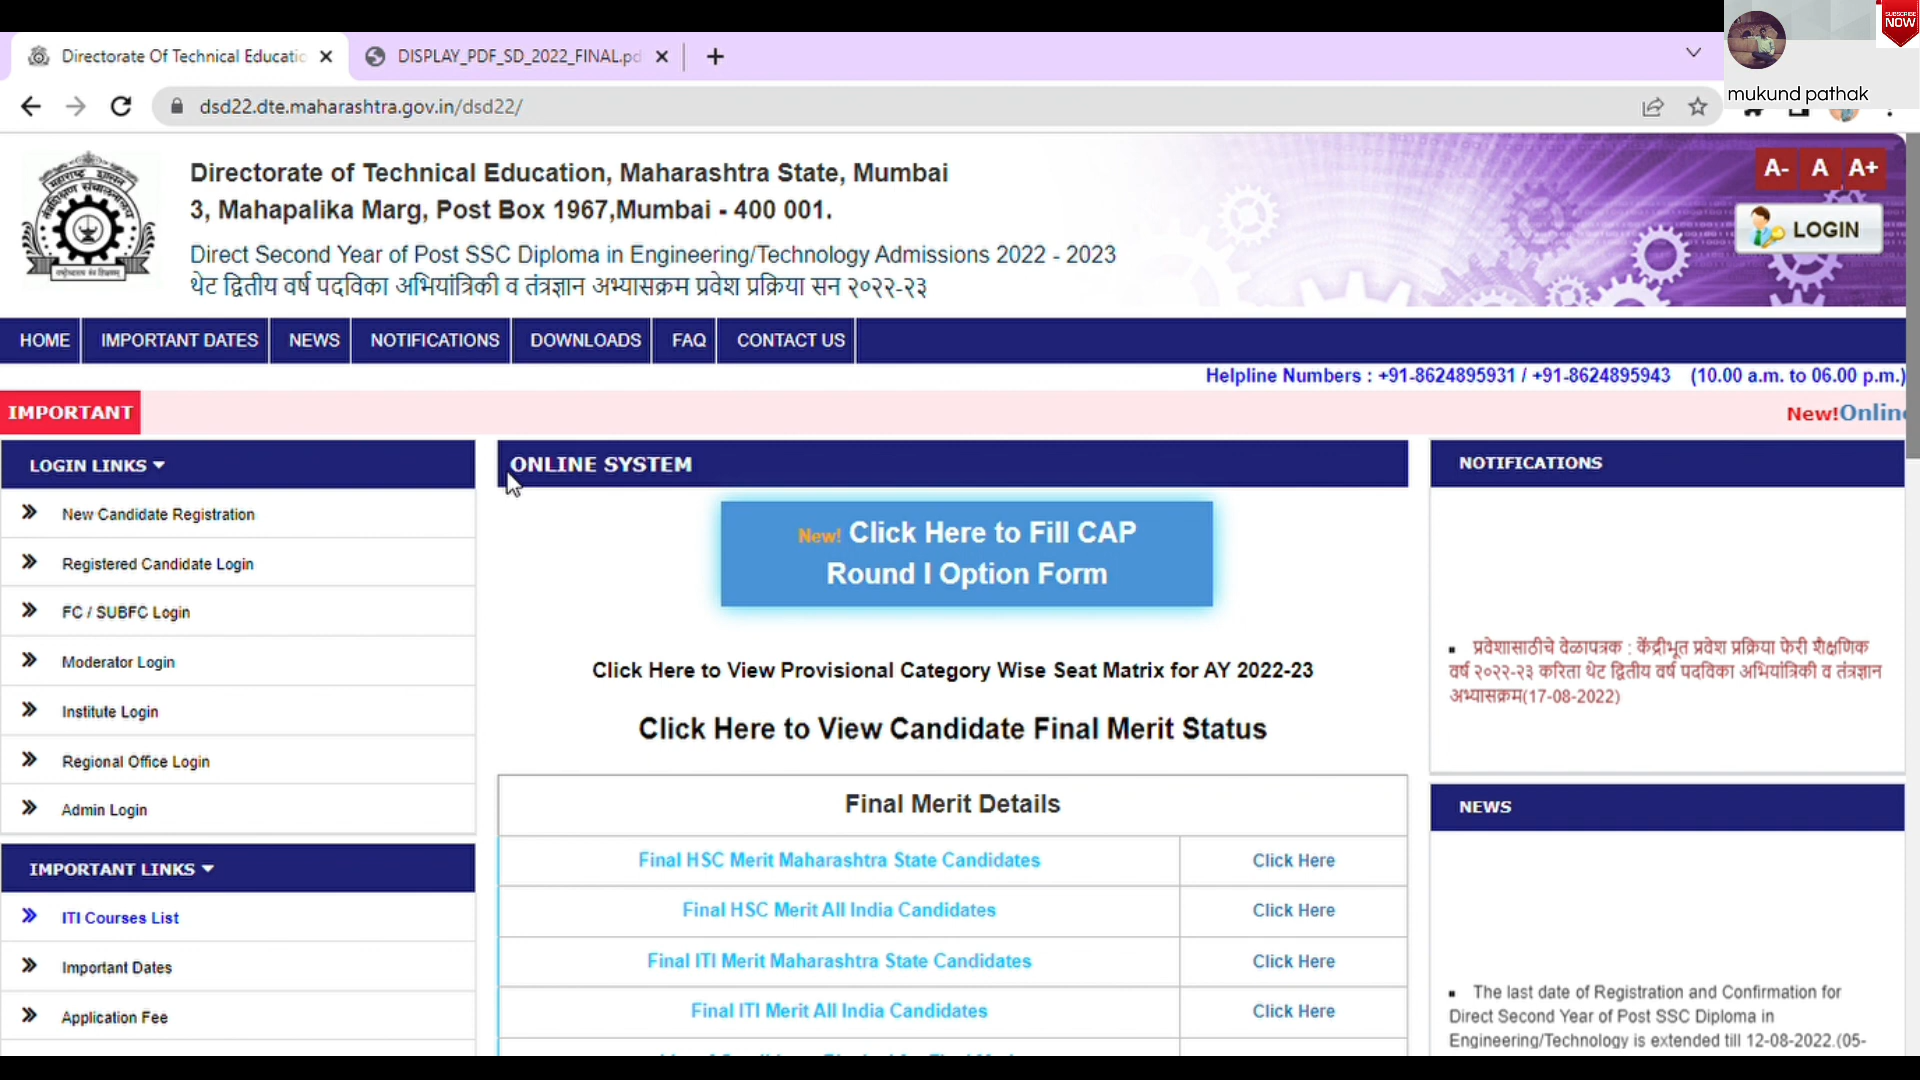 SUBSCRIBE
NOW
mukund pathak
Directorate Of Technical Educatio
DISPLAY_PDF_SD_2022_FINAL.pd
dsd22.dte.maharashtra.gov.in/dsd22/
Directorate of Technical Education, Maharashtra State, Mumbai
3, Mahapalika Marg, Post Box 1967,Mumbai - 400 001.
Direct Second Year of Post SSC Diploma in Engineering/Technology Admissions 2022 - 2023
थेट द्वितीय वर्ष पदविका अभियांत्रिकी व तंत्रज्ञान अभ्यासक्रम प्रवेश प्रक्रिया सन २०२२-२३
A- A A+
LOGIN
HOME IMPORTANT DATES NEWS NOTIFICATIONS DOWNLOADS FAQ CONTACT US
Helpline Numbers : +91-8624895931 / +91-8624895943 (10.00 a.m. to 06.00 p.m.)
IMPORTANT
New!Online
LOGIN LINKS
New Candidate Registration
Registered Candidate Login
FC / SUBFC Login
Moderator Login
Institute Login
Regional Office Login
Admin Login
IMPORTANT LINKS
ITI Courses List
Important Dates
Application Fee
ONLINE SYSTEM
New! Click Here to Fill CAP
Round I Option Form
Click Here to View Provisional Category Wise Seat Matrix for AY 2022-23
Click Here to View Candidate Final Merit Status
Final Merit Details
Final HSC Merit Maharashtra State Candidates Click Here
Final HSC Merit All India Candidates Click Here
Final ITI Merit Maharashtra State Candidates Click Here
Final ITI Merit All India Candidates Click Here
NOTIFICATIONS
प्रवेशासाठीचे वेळापत्रक : केंद्रीभूत प्रवेश प्रक्रिया फेरी शैक्षणिक
वर्ष २०२२-२३ करिता थेट द्वितीय वर्ष पदविका अभियांत्रिकी व तंत्रज्ञान
अभ्यासक्रम(17-08-2022)
NEWS
The last date of Registration and Confirmation for
Direct Second Year of Post SSC Diploma in
Engineering/Technology is extended till 12-08-2022.(05-